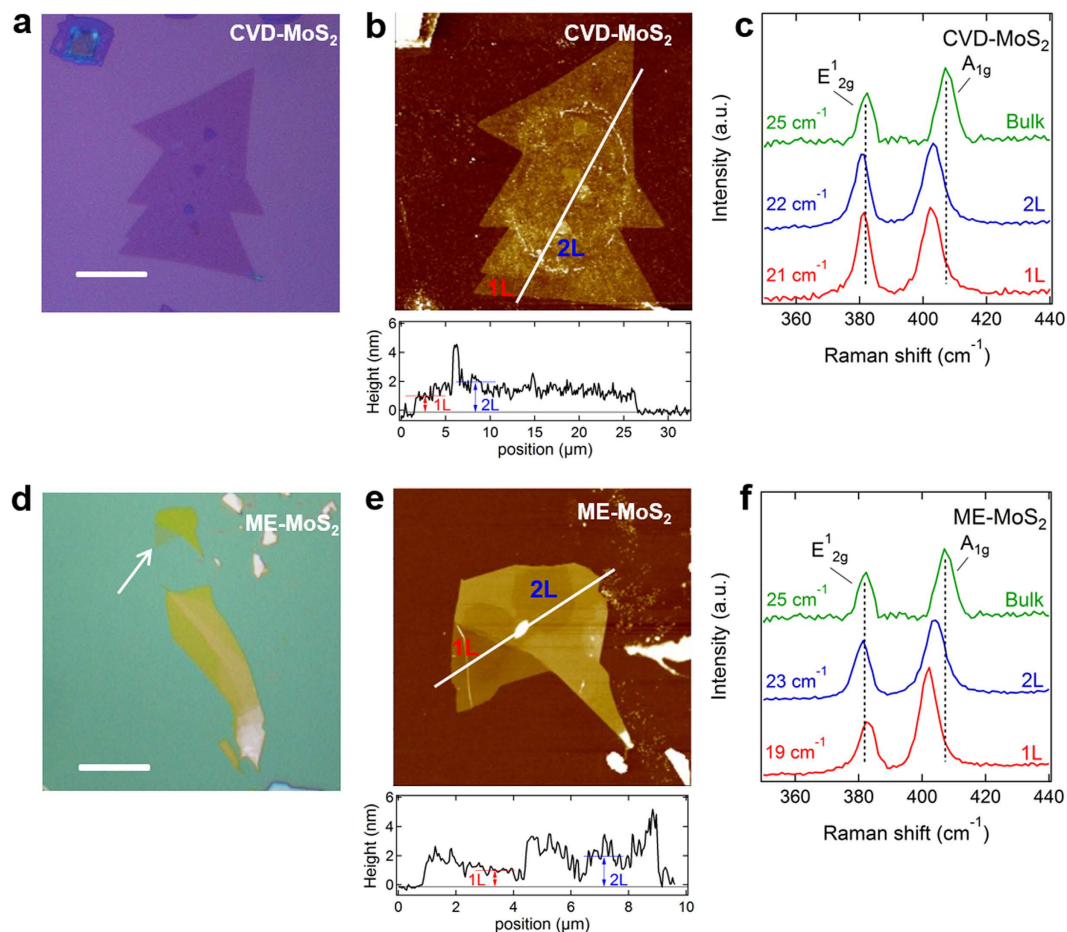 a
CVD-MoS₂
b
CVD-MoS₂
2L
1L
Height (nm)
6
4
2
0
1L
2L
0
5
10
15
20
25
30
position (µm)
c
CVD-MoS₂
E¹₂g
A₁g
25 cm⁻¹
Bulk
22 cm⁻¹
2L
21 cm⁻¹
1L
Intensity (a.u.)
360
380
400
420
440
Raman shift (cm⁻¹)
d
ME-MoS₂
e
ME-MoS₂
2L
1L
Height (nm)
6
4
2
0
1L
2L
0
2
4
6
8
10
position (µm)
f
ME-MoS₂
E¹₂g
A₁g
25 cm⁻¹
Bulk
23 cm⁻¹
2L
19 cm⁻¹
1L
Intensity (a.u.)
360
380
400
420
440
Raman shift (cm⁻¹)